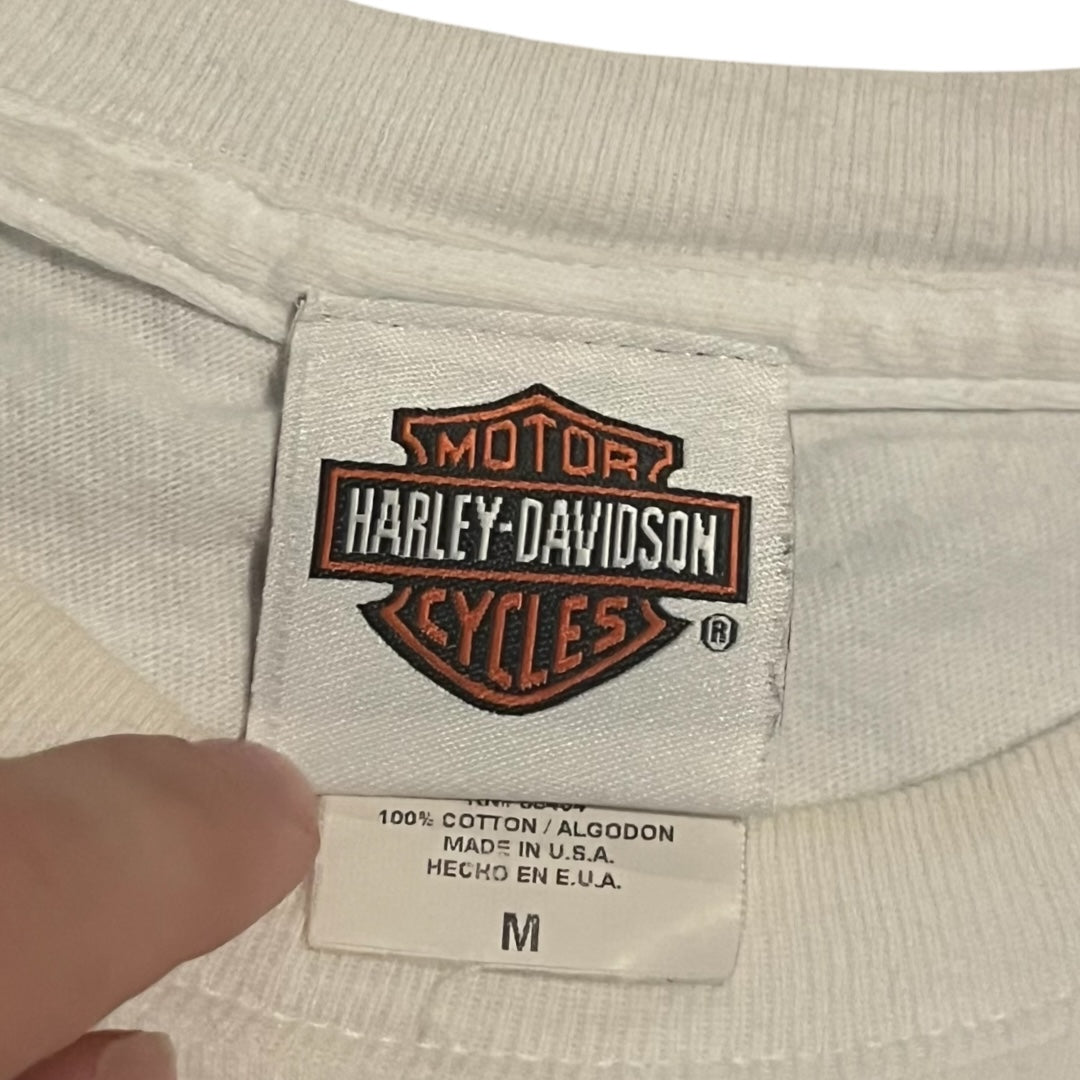 MOTOR
HARLEY-DAVIDSON
CYCLES
®
100% COTTON / ALGODON
MADE IN U.S.A.
HECHO EN E.U.A.
M